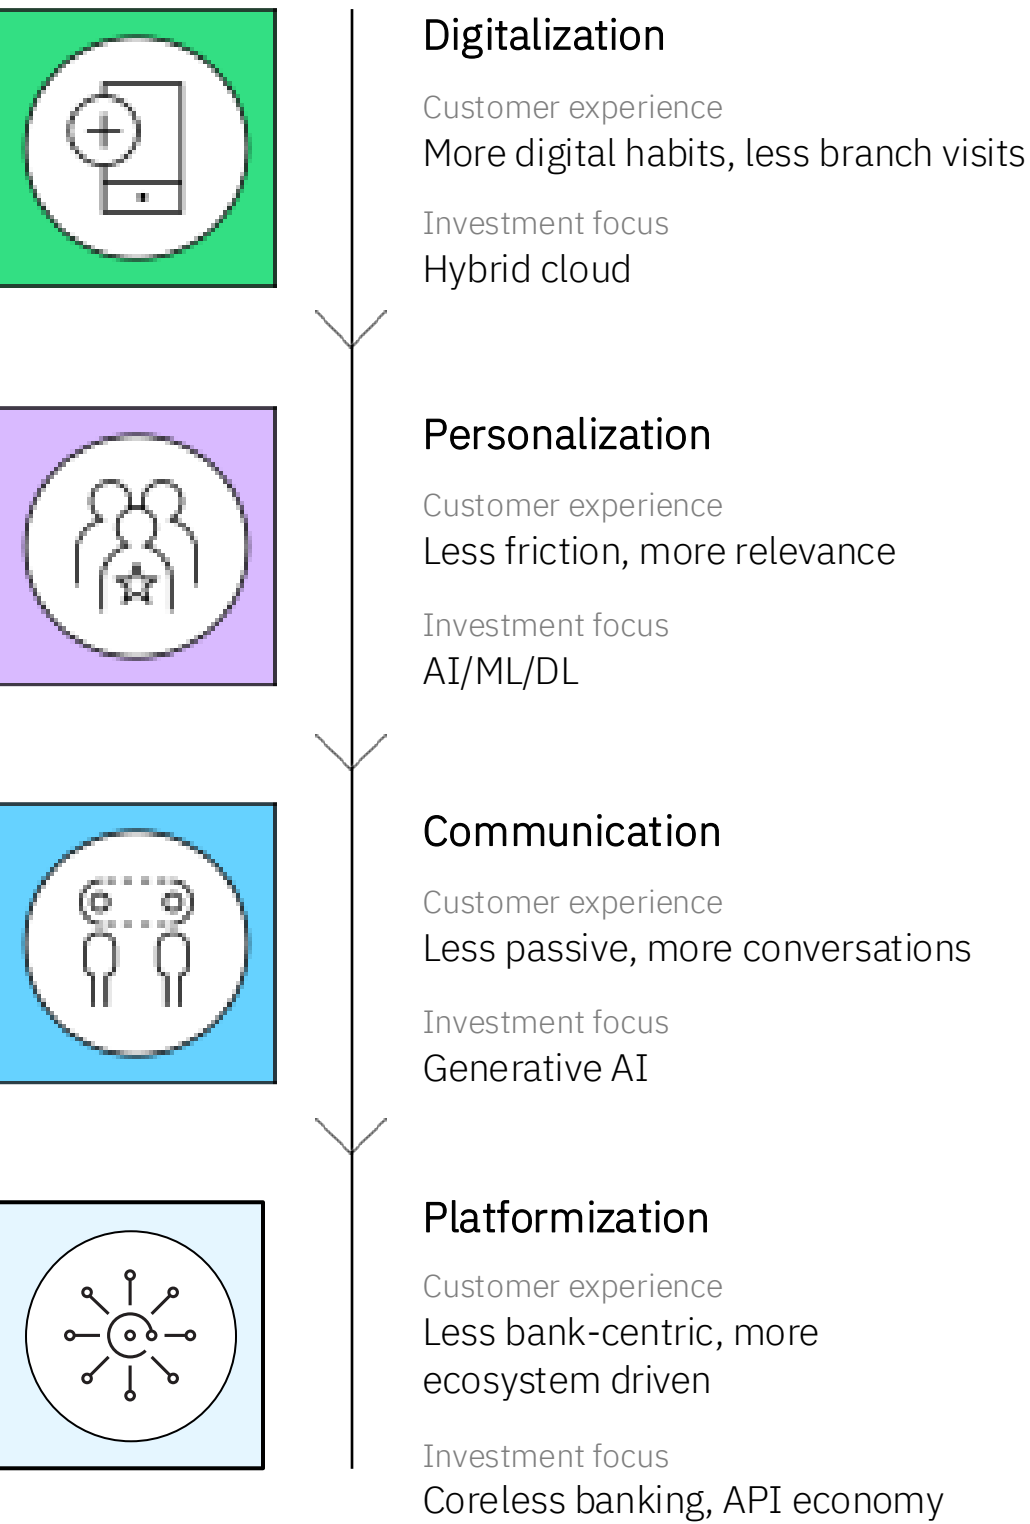 Digitalization
Customer experience
More digital habits, less branch visits
Investment focus
Hybrid cloud
Personalization
Customer experience
Less friction, more relevance
Investment focus
AI/ML/DL
Communication
Customer experience
Less passive, more conversations
Investment focus
Generative AI
Platformization
Customer experience
Less bank-centric, more
ecosystem driven
Investment focus
Coreless banking, API economy